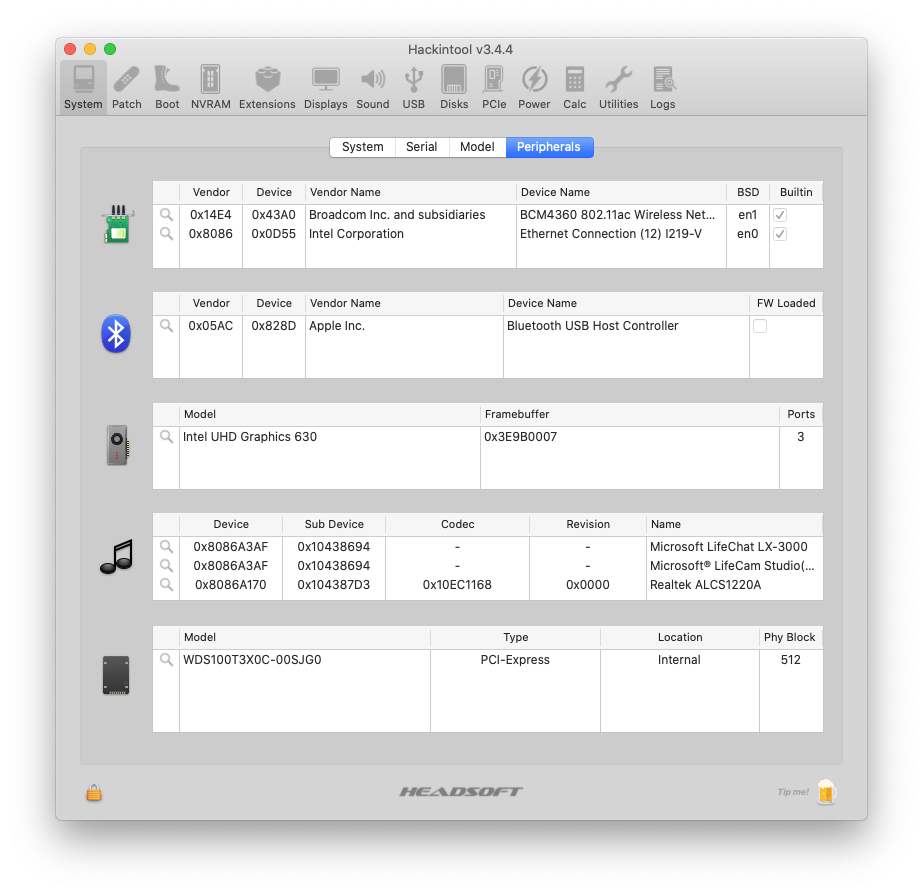 Hackintool v3.4.4
System Patch Boot NVRAM Extensions Displays Sound USB Disks PCIe Power Calc Utilities Logs
System Serial Model Peripherals
Vendor Device Vendor Name Device Name BSD Builtin
0x14E4 0x43A0 Broadcom Inc. and subsidiaries BCM4360 802.11ac Wireless Net... en1
0x8086 0x0D55 Intel Corporation Ethernet Connection (12) I219-V en0
Vendor Device Vendor Name Device Name FW Loaded
0x05AC 0x828D Apple Inc. Bluetooth USB Host Controller
Model Framebuffer Ports
Intel UHD Graphics 630 0x3E9B0007 3
Device Sub Device Codec Revision Name
0x8086A3AF 0x10438694 - - Microsoft LifeChat LX-3000
0x8086A3AF 0x10438694 - - Microsoft® LifeCam Studio(...
0x8086A170 0x104387D3 0x10EC1168 0x0000 Realtek ALCS1220A
Model Type Location Phy Block
WDS100T3X0C-00SJG0 PCI-Express Internal 512
HEADSOFT Tip me!